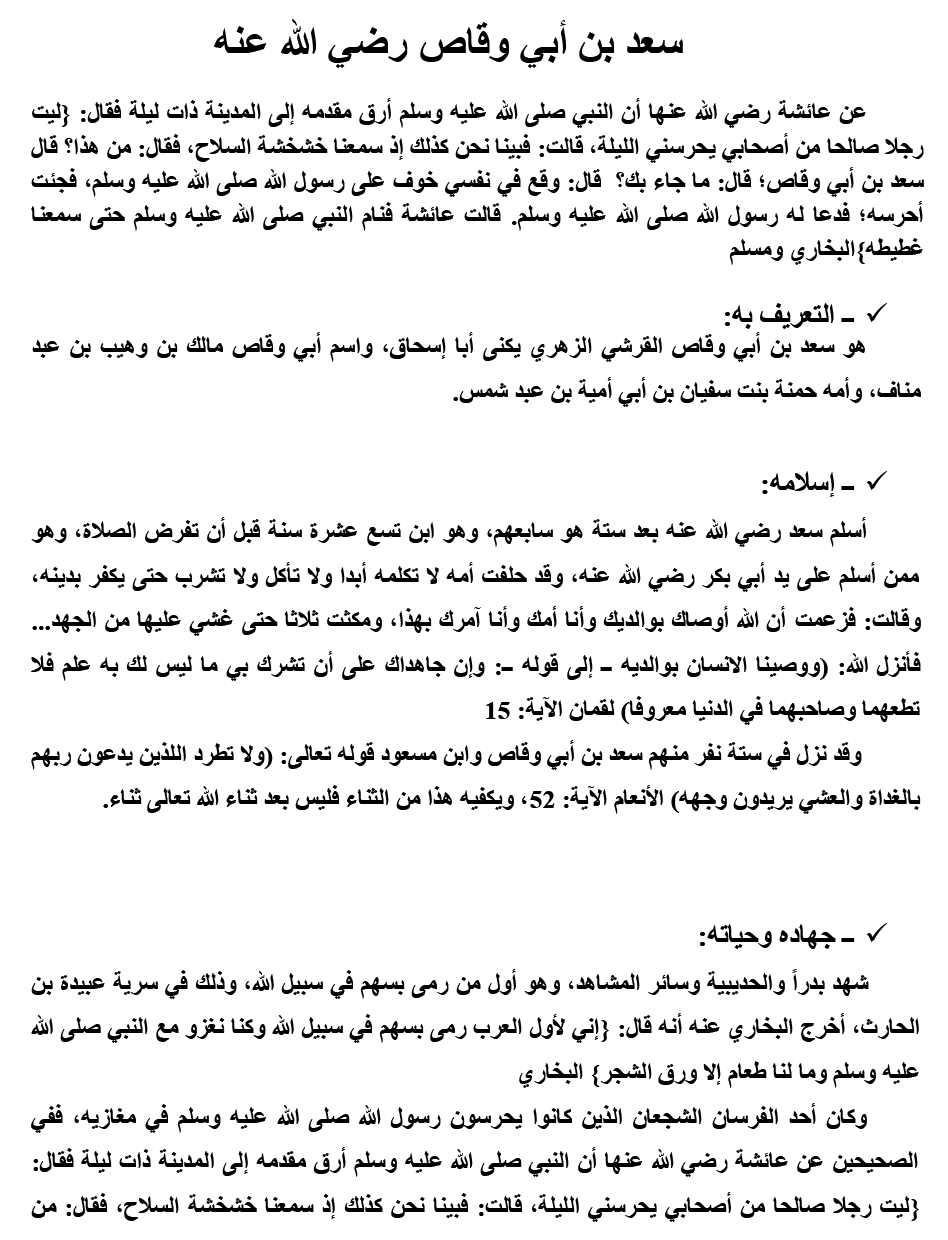 سعد بن أبي وقاص رضي الله عنه
عن عائشة رضي الله عنها أن النبي صلى الله عليه وسلم أرق مقدمه إلى المدينة ذات ليلة فقال: {ليت
رجلا صالحا من أصحابي يحرسني الليلة، قالت: فبينا نحن كذلك إذ سمعنا خشخشة السلاح، فقال: من هذا؟ قال
سعد بن أبي وقاص؛ قال: ما جاء بك؟ قال: وقع في نفسي خوف على رسول الله صلى الله عليه وسلم، فجئت
أحرسه؛ فدعا له رسول الله صلى الله عليه وسلم. قالت عائشة فنام النبي صلى الله عليه وسلم حتى سمعنا
غطيطه}البخاري ومسلم
✓ – التعريف به:
هو سعد بن أبي وقاص القرشي الزهري يكنى أبا إسحاق، واسم أبي وقاص مالك بن وهيب بن عبد
مناف، وأمه حمنة بنت سفيان بن أبي أمية بن عبد شمس.
✓ – إسلامه:
أسلم سعد رضي الله عنه بعد ستة هو سابعهم، وهو ابن تسع عشرة سنة قبل أن تفرض الصلاة، وهو
ممن أسلم على يد أبي بكر رضي الله عنه، وقد حلفت أمه لا تكلمه أبدا ولا تأكل ولا تشرب حتى يكفر بدينه،
وقالت: فزعمت أن الله أوصاك بوالديك وأنا أمك وأنا آمرك بهذا، ومكثت ثلاثا حتى غشي عليها من الجهد...
فأنزل الله: (ووصينا الانسان بوالديه – إلى قوله –: وإن جاهداك على أن تشرك بي ما ليس لك به علم فلا
تطعهما وصاحبهما في الدنيا معروفا) لقمان الآية: 15
وقد نزل في ستة نفر منهم سعد بن أبي وقاص وابن مسعود قوله تعالى: (ولا تطرد اللذين يدعون ربهم
بالغداة والعشي يريدون وجهه) الأنعام الآية: 52، ويكفيه هذا من الثناء فليس بعد ثناء الله تعالى ثناء.
✓ – جهاده وحياته:
شهد بدراً والحديبية وسائر المشاهد، وهو أول من رمى بسهم في سبيل الله، وذلك في سرية عبيدة بن
الحارث، أخرج البخاري عنه أنه قال: {إني لأول العرب رمى بسهم في سبيل الله وكنا نغزو مع النبي صلى الله
عليه وسلم وما لنا طعام إلا ورق الشجر} البخاري
وكان أحد الفرسان الشجعان الذين كانوا يحرسون رسول الله صلى الله عليه وسلم في مغازيه، ففي
الصحيحين عن عائشة رضي الله عنها أن النبي صلى الله عليه وسلم أرق مقدمه إلى المدينة ذات ليلة فقال:
{ليت رجلا صالحا من أصحابي يحرسني الليلة، قالت: فبينا نحن كذلك إذ سمعنا خشخشة السلاح، فقال: من